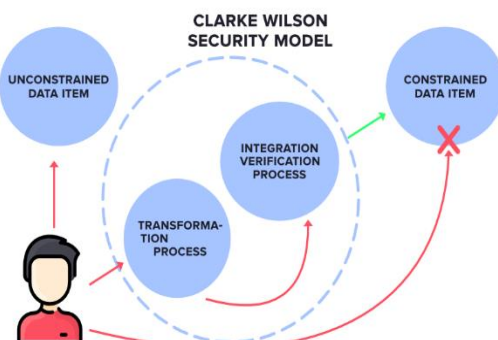 CLARKE WILSON
SECURITY MODEL
UNCONSTRAINED
DATA ITEM
CONSTRAINED
DATA ITEM
INTEGRATION
VERIFICATION
PROCESS
TRANSFORMA-
TION
PROCESS